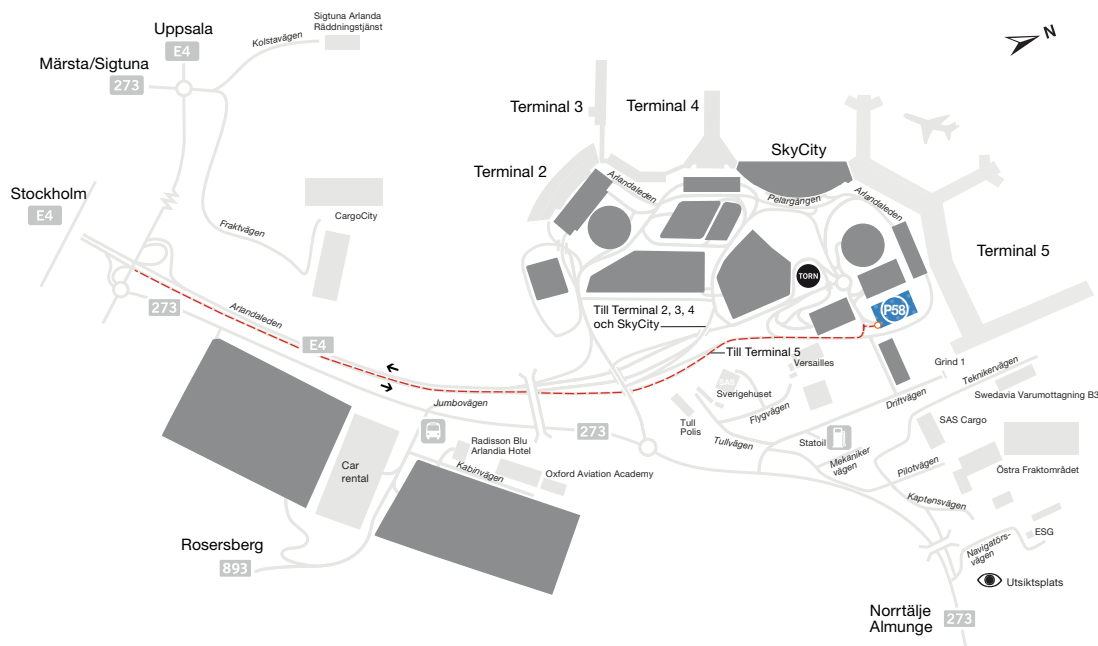 Sigtuna Arlanda
Räddningstjänst
Uppsala
E4
Kolstavägen
N
Märsta/Sigtuna
273
Terminal 3
Terminal 4
SkyCity
Terminal 2
Arlandaleden
Pelargången
Arlandaleden
Stockholm
E4
CargoCity
Fraktvägen
Terminal 5
TORN
273
Arlandaleden
Till Terminal 2, 3, 4
och SkyCity
P58
E4
Till Terminal 5
Versailles
Grind 1
Teknikervägen
SAS
Sverigehuset
Swedavia Varumottagning B3
Driftvägen
Jumbovägen
Flygvägen
Tull
Polis
SAS Cargo
273
Tullvägen
Statoil
Radisson Blu
Arlandia Hotel
Mekaniker
vägen
Car
rental
Kabinvägen
Oxford Aviation Academy
Pilotvägen
Östra Fraktområdet
Kaptensvägen
Rosersberg
893
ESG
Navigatörs-
vägen
Utsiktsplats
Norrtälje
Almunge
273